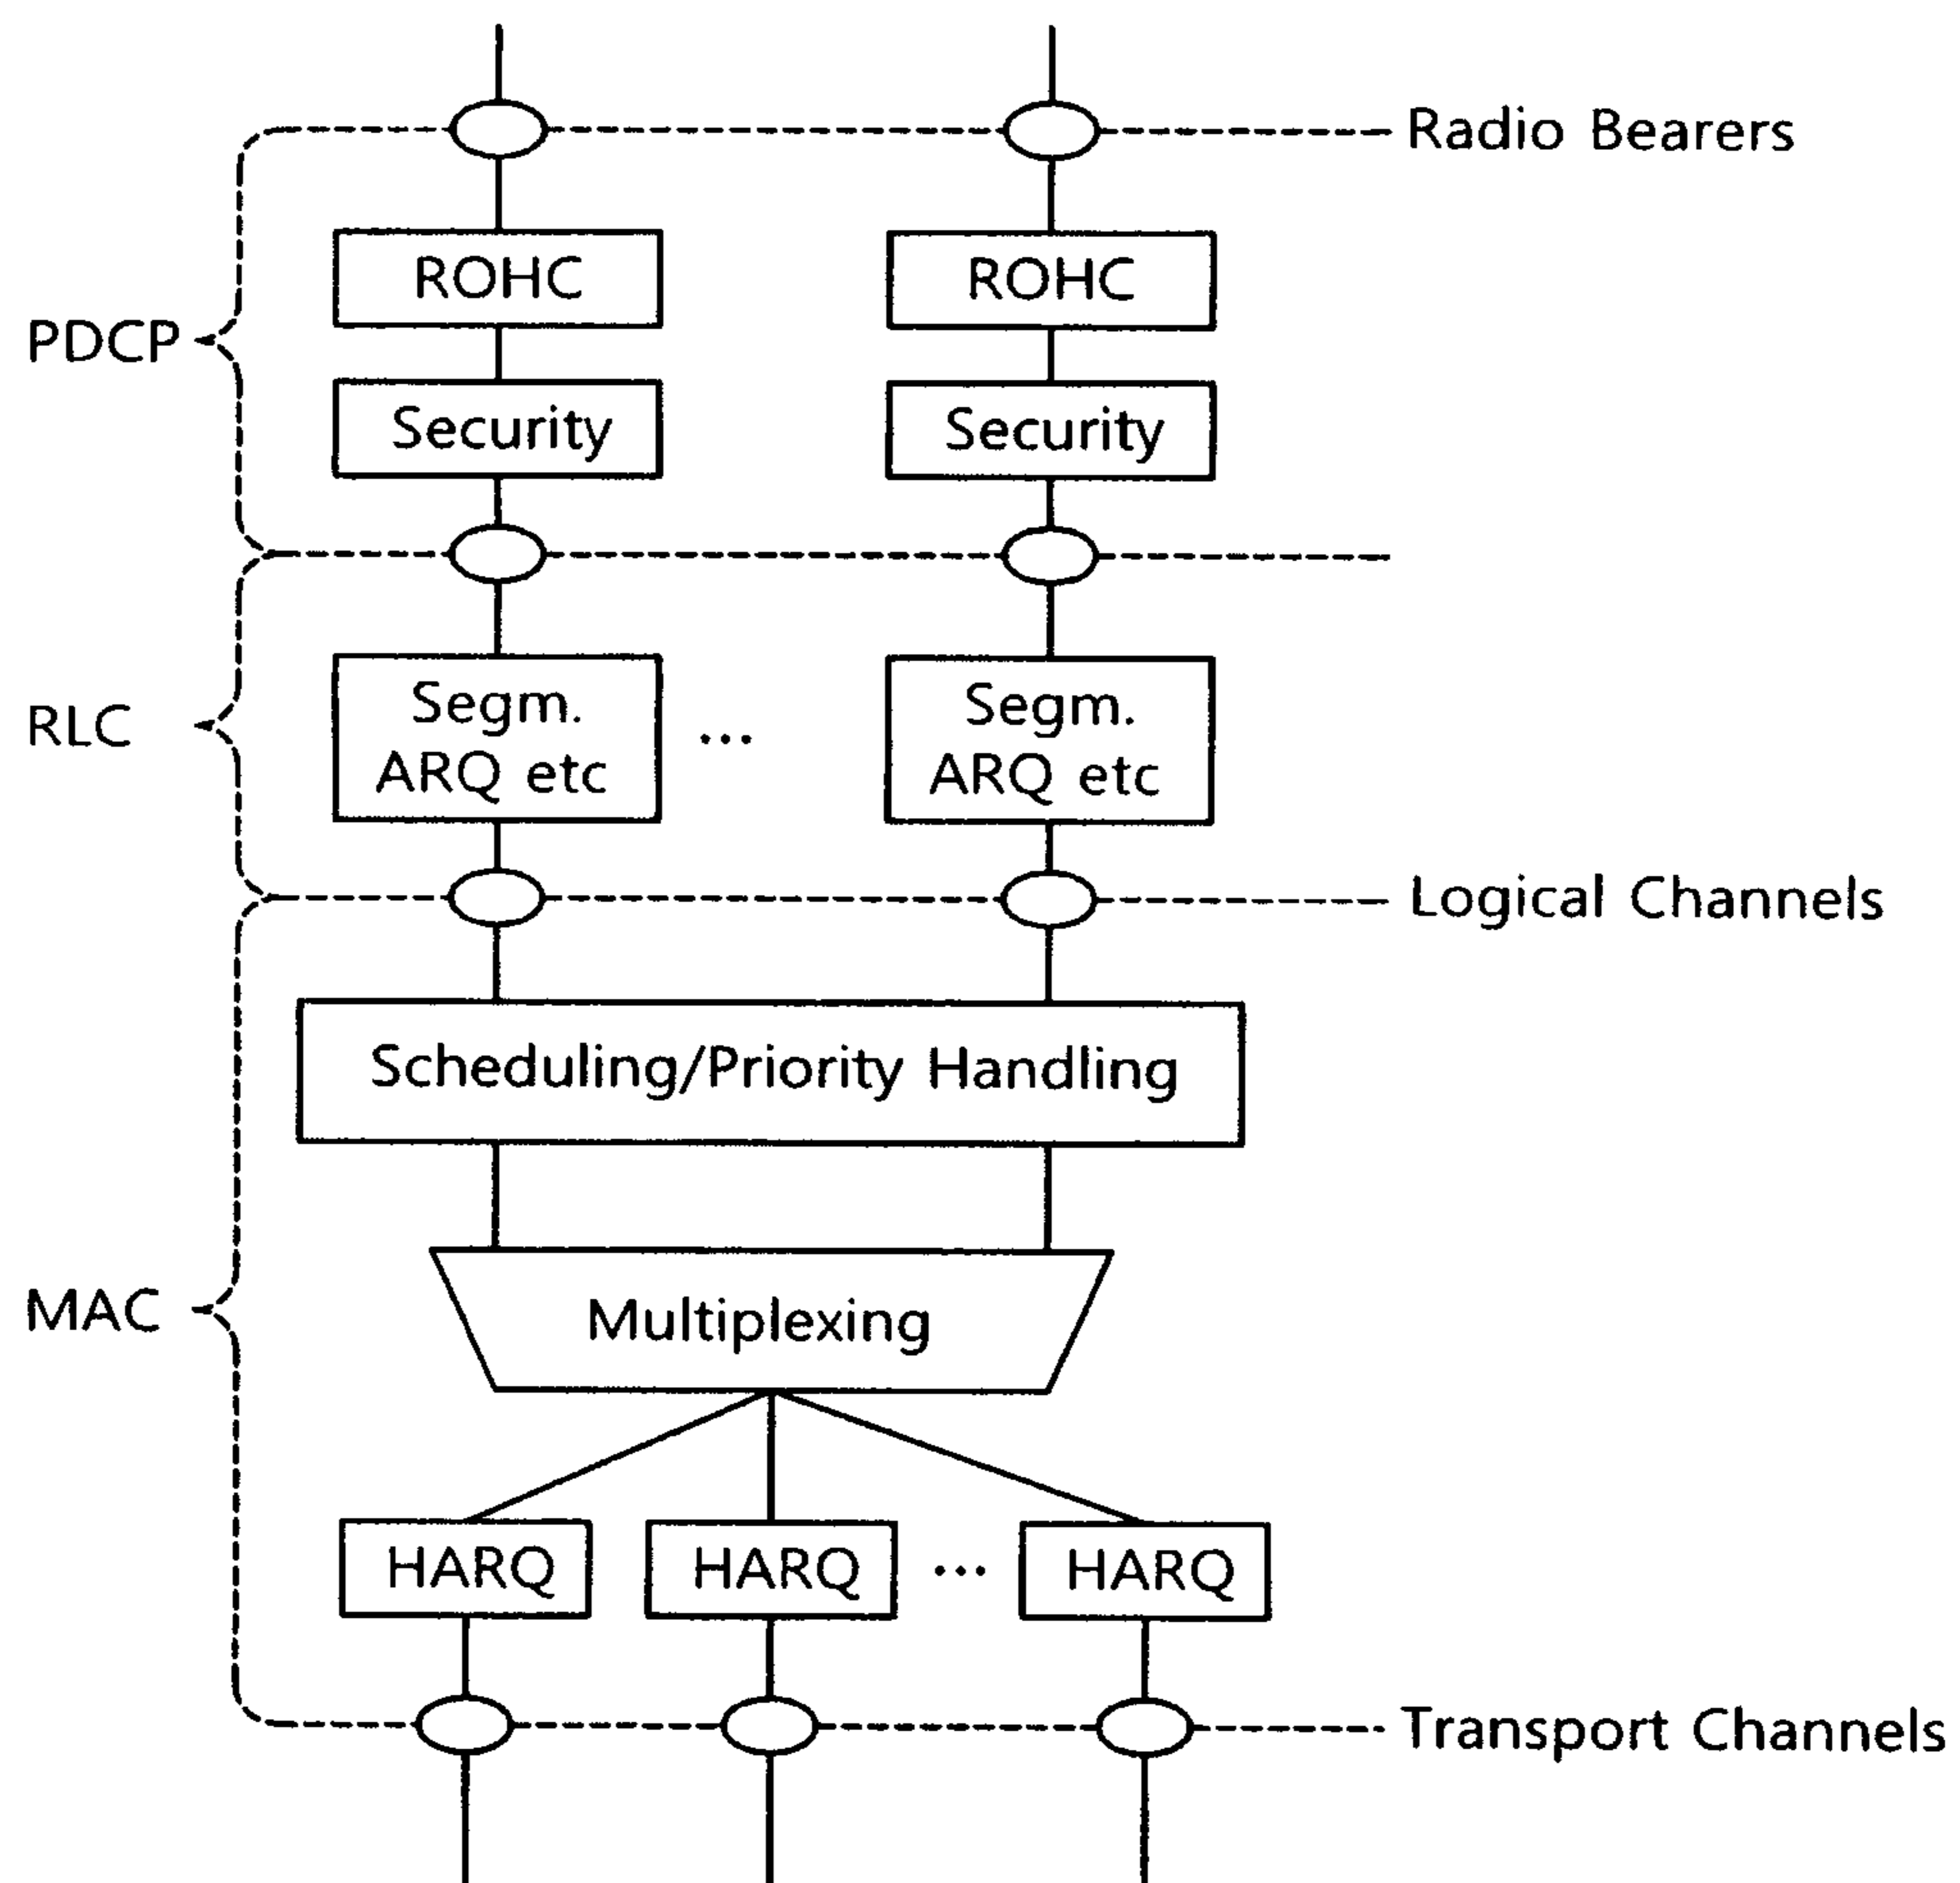 Radio Bearers
ROHC
ROHC
PDCP
Security
Security
Segm.
ARQ etc
...
Segm.
ARQ etc
RLC
Logical Channels
Scheduling/Priority Handling
MAC
Multiplexing
HARQ
HARQ
...
HARQ
Transport Channels